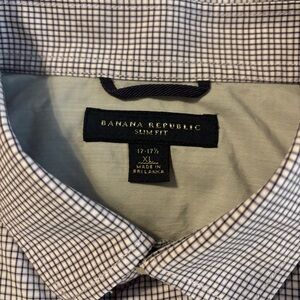 BANANA REPUBLIC
SLIM FIT
17-17½
XL
MADE IN
SRI LANKA